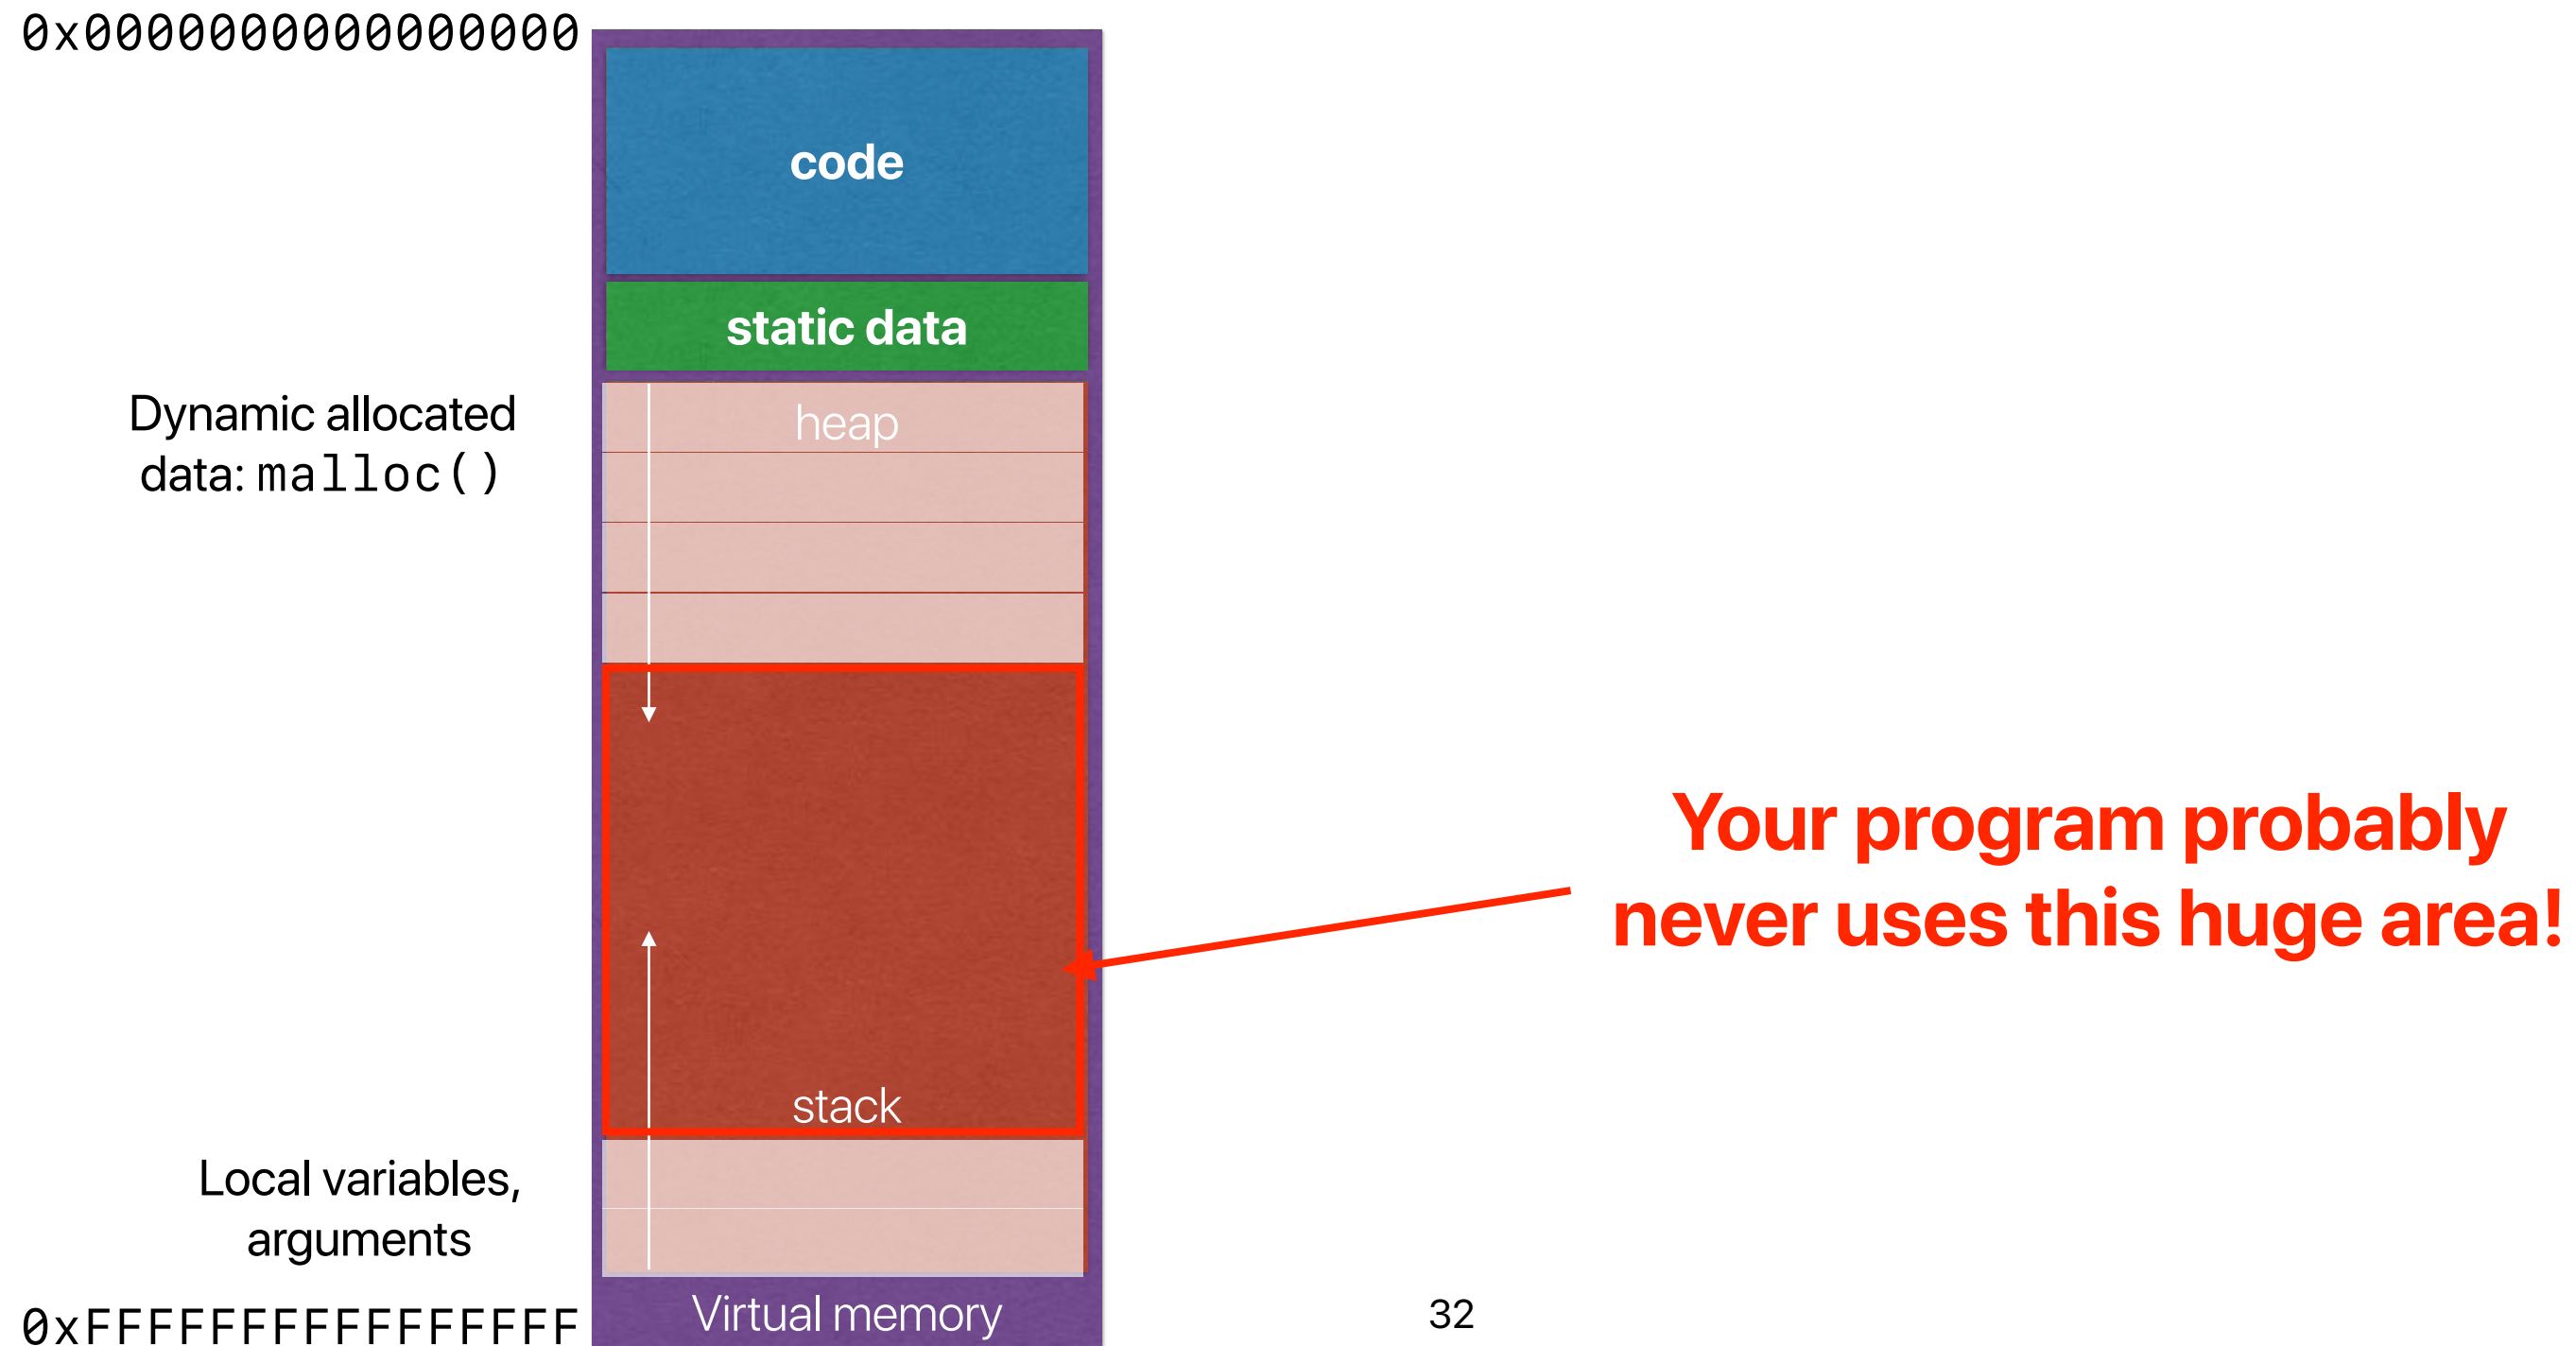 0x0000000000000000
code
static data
Dynamic allocated
data: malloc()
heap
Your program probably
never uses this huge area!
stack
Local variables,
arguments
0xFFFFFFFFFFFFFFFF
Virtual memory
32